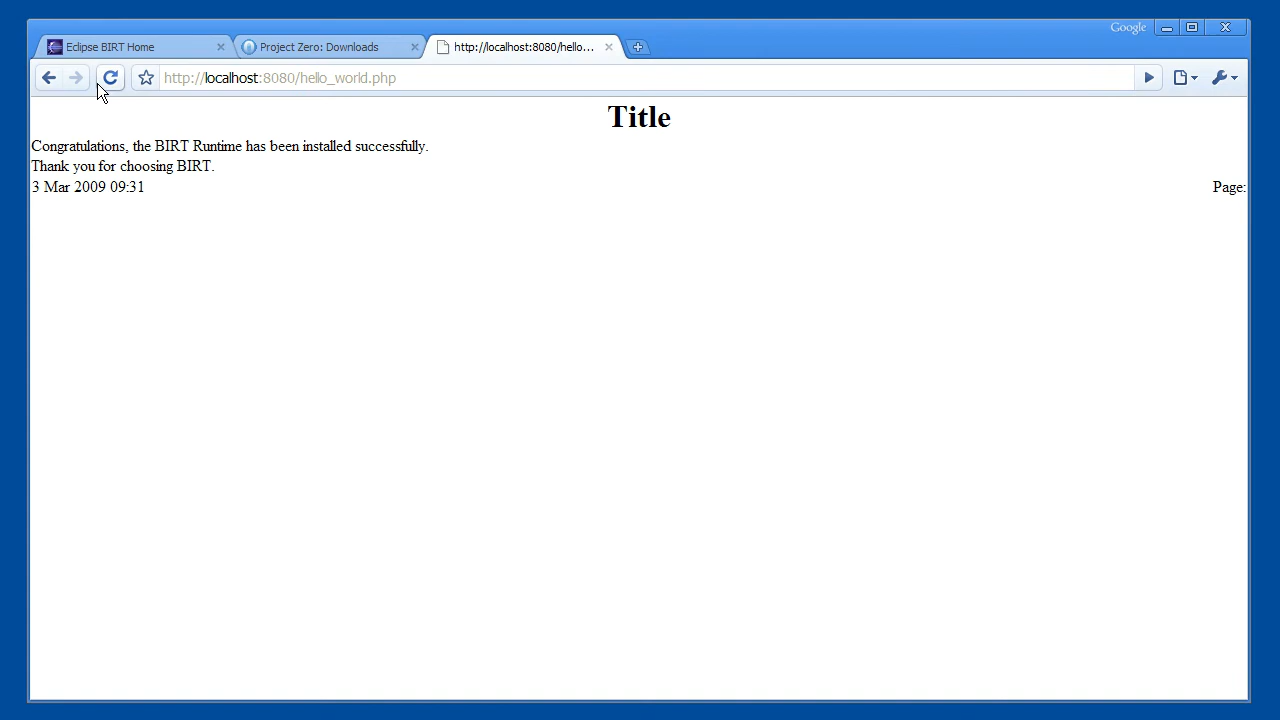 Google
Eclipse BIRT Home
Project Zero: Downloads
http://localhost:8080/hello...
http://localhost:8080/hello_world.php
Title
Congratulations, the BIRT Runtime has been installed successfully.
Thank you for choosing BIRT.
3 Mar 2009 09:31
Page: